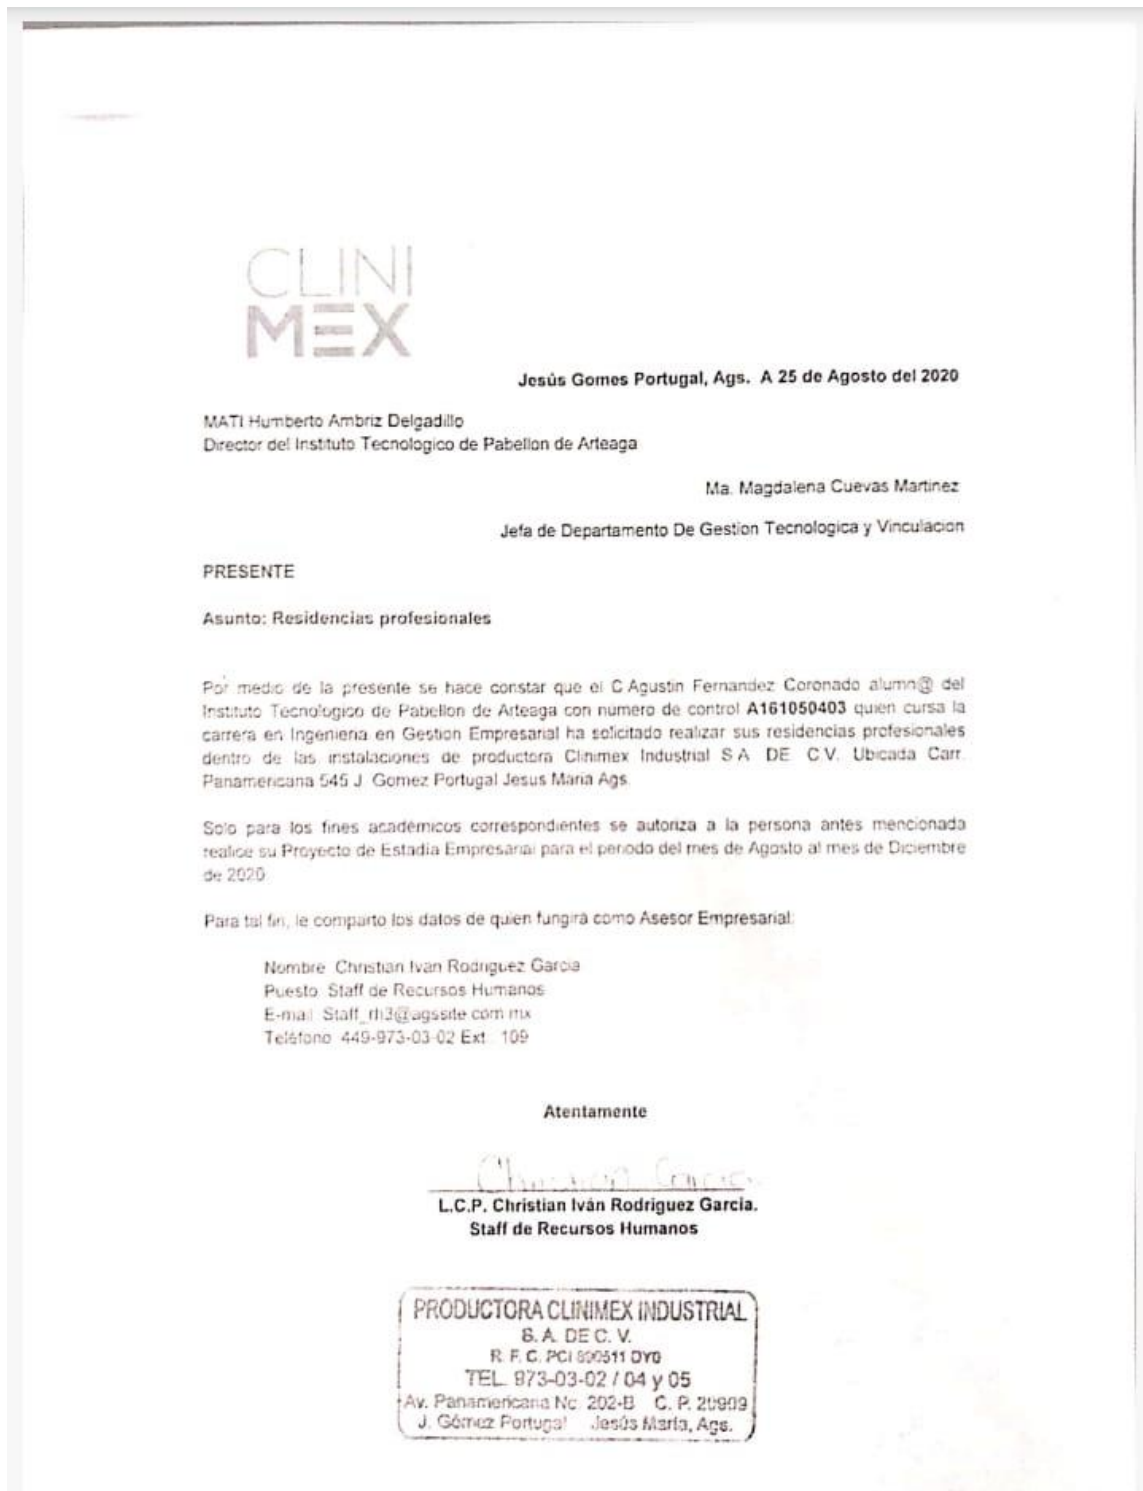 CLINI
MEX
Jesús Gomes Portugal, Ags. A 25 de Agosto del 2020
MATI Humberto Ambriz Delgadillo
Director del Instituto Tecnologico de Pabellon de Arteaga
Ma. Magdalena Cuevas Martinez
Jefa de Departamento De Gestion Tecnologica y Vinculacion
PRESENTE
Asunto: Residencias profesionales
Por medio de la presente se hace constar que el C Agustin Fernandez Coronado alumn@ del
Instituto Tecnologico de Pabellon de Arteaga con numero de control A161050403 quien cursa la
carrera en Ingenieria en Gestion Empresarial ha solicitado realizar sus residencias profesionales
dentro de las instalaciones de productora Clinimex Industrial S.A. DE C.V. Ubicada Carr.
Panamericana 545 J. Gomez Portugal Jesus Maria Ags.
Solo para los fines académicos correspondientes se autoriza a la persona antes mencionada
realice su Proyecto de Estadia Empresarial para el periodo del mes de Agosto al mes de Diciembre
de 2020
Para tal fin, le comparto los datos de quien fungirá como Asesor Empresarial:
Nombre Christian Ivan Rodriguez Garcia
Puesto Staff de Recursos Humanos
E-mail Staff_rh3@agssite.com.mx
Teléfono 449-973-03-02 Ext. 109
Atentamente
Christian Garcia
L.C.P. Christian Iván Rodriguez Garcia.
Staff de Recursos Humanos
PRODUCTORA CLINIMEX INDUSTRIAL
S. A. DE C. V.
R. F. C. PCI
TEL. 973-03-02 / 04 y 05
Av. Panamericana No. 202-B C. P. 20909
J. Gómez Portugal Jesús María, Ags.